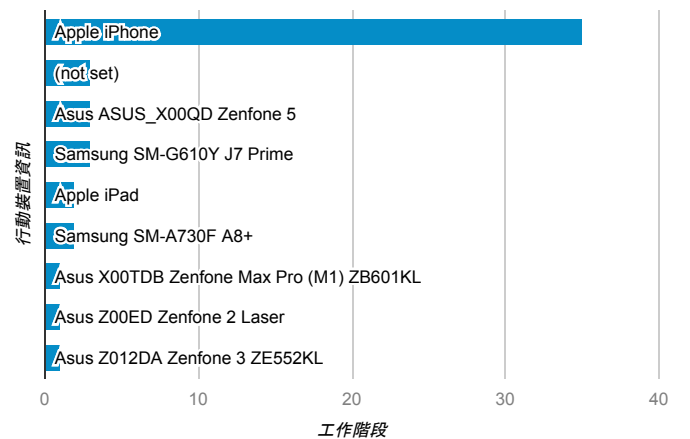 Apple iPhone
(not set)
Asus ASUS_X00QD Zenfone 5
Samsung SM-G610Y J7 Prime
Apple iPad
Samsung SM-A730F A8+
Asus X00TDB Zenfone Max Pro (M1) ZB601KL
Asus Z00ED Zenfone 2 Laser
Asus Z012DA Zenfone 3 ZE552KL
行動裝置資訊
0 10 20 30 40
工作階段